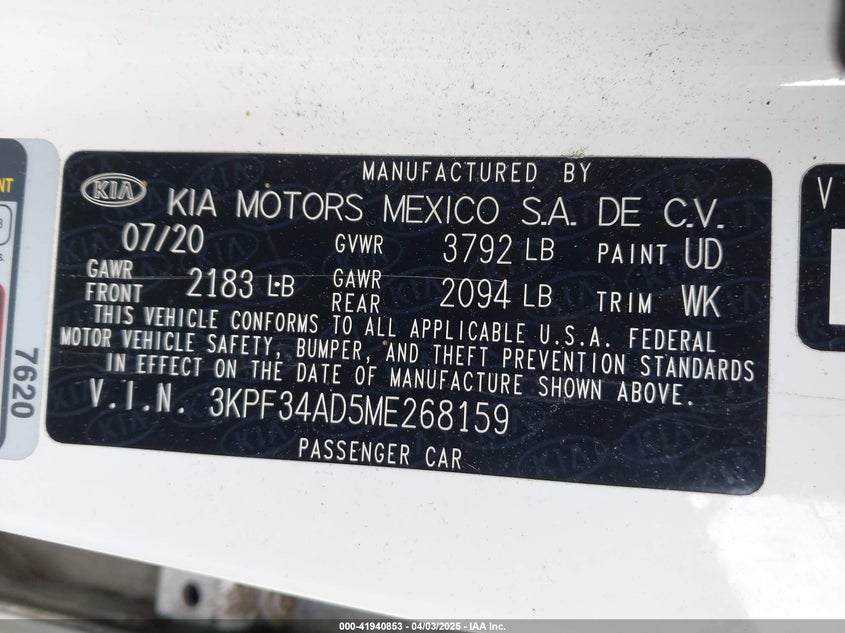 MANUFACTURED BY
KIA KIA MOTORS MEXICO S.A. DE C.V.
07/20 GVWR 3792 LB PAINT UD
GAWR FRONT 2183 LB GAWR REAR 2094 LB TRIM WK
THIS VEHICLE CONFORMS TO ALL APPLICABLE U.S.A. FEDERAL
MOTOR VEHICLE SAFETY, BUMPER, AND THEFT PREVENTION STANDARDS
IN EFFECT ON THE DATE OF MANUFACTURE SHOWN ABOVE.
V.I.N. 3KPF34AD5ME268159
PASSENGER CAR
7620
NT
V
000-41940853 - 04/03/2025 - IAA Inc.